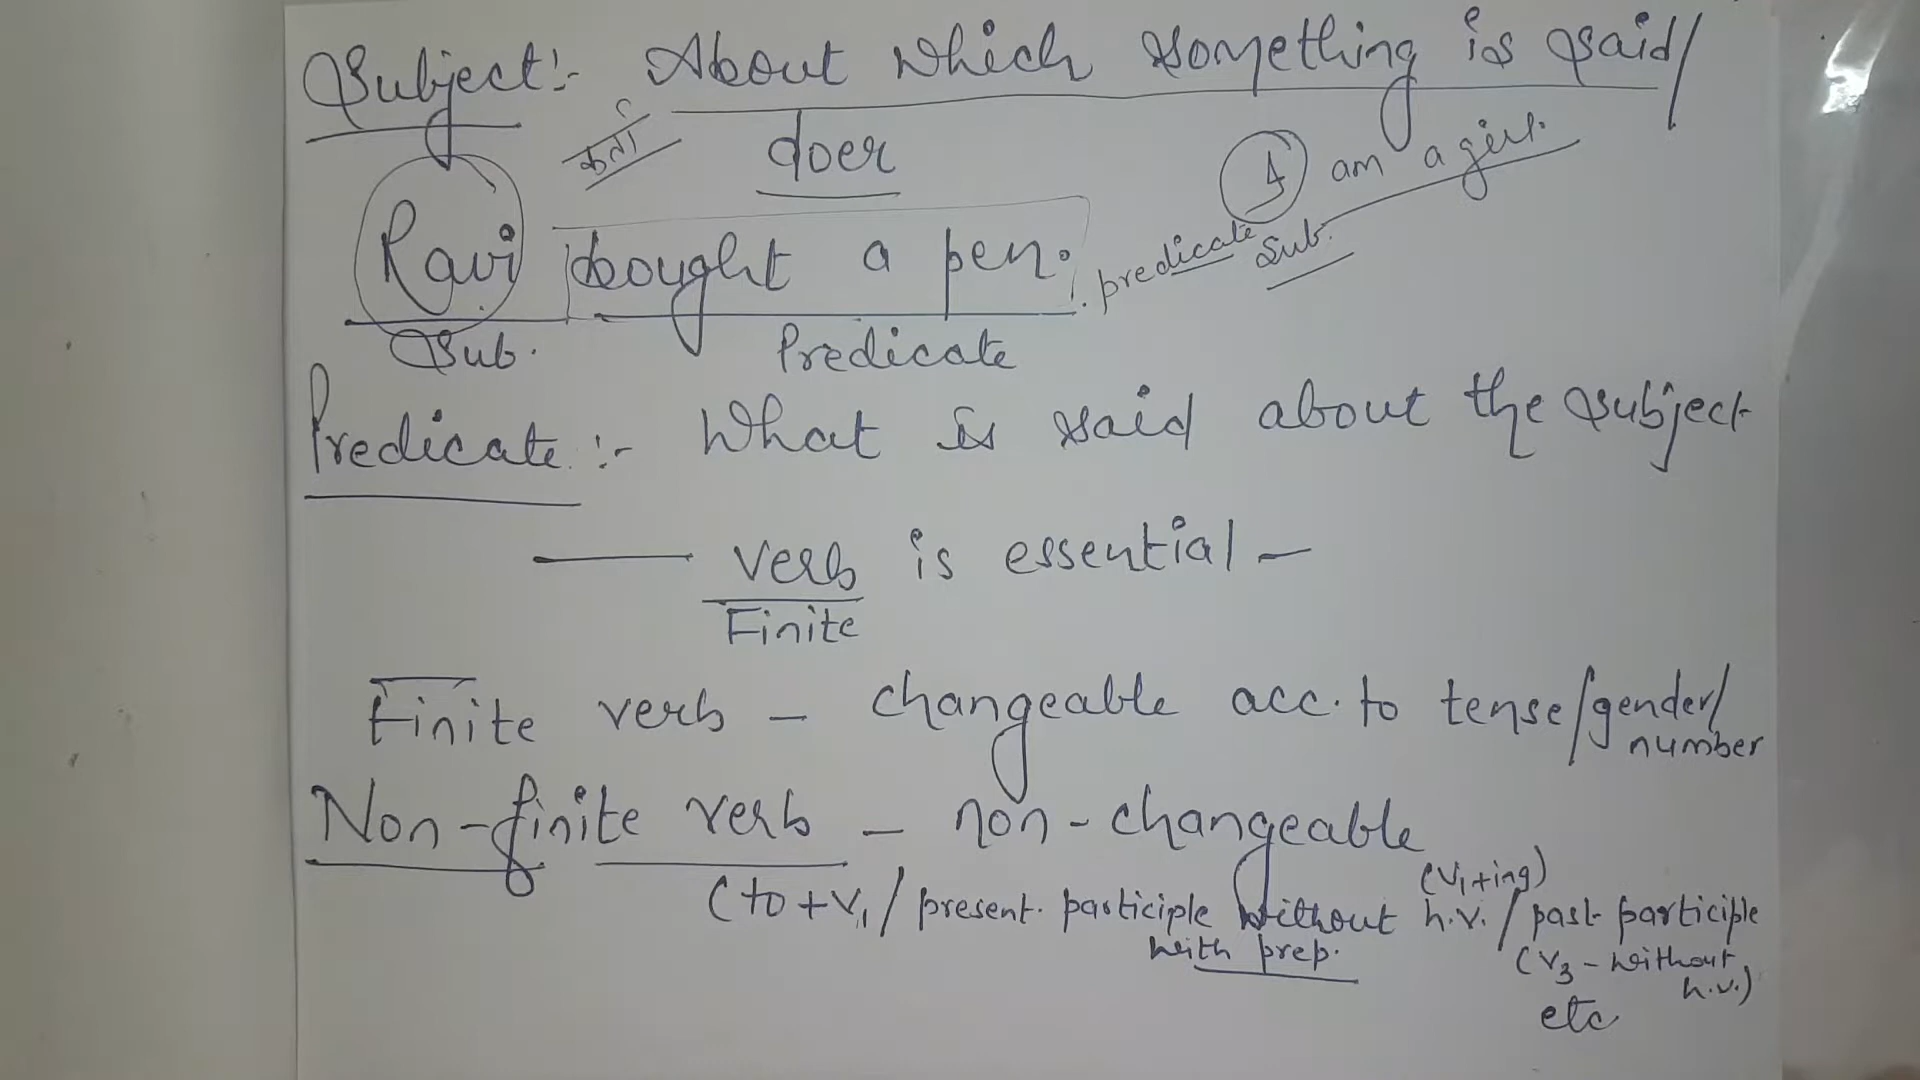 Subject:- About which something is said/
कर्ता doer
I am a girl.
Sub. predicate
Ravi bought a pen.
Sub. Predicate
Predicate:- What is said about the subject
— verb is essential —
Finite
Finite verb - changeable acc. to tense/gender/
number
Non-finite verb - non-changeable
(V1+ing)
(to+V1/ present participle without h.v./ past participle
with prep. (V3 - without
h.v.)
etc